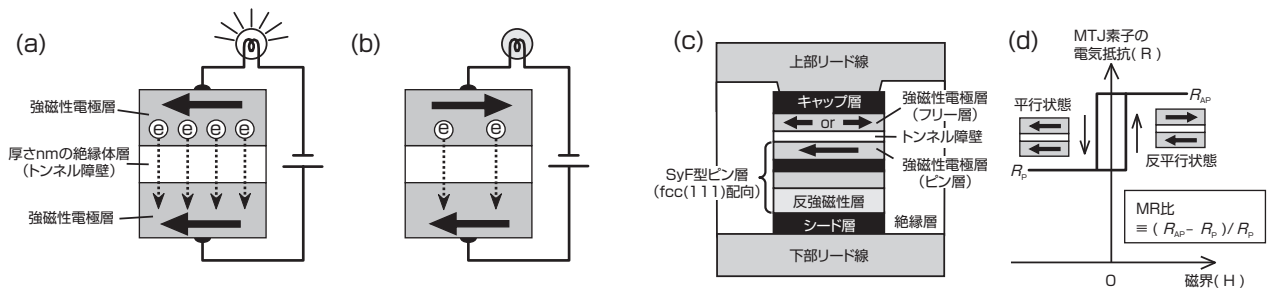 (a)
強磁性電極層
e e e e
厚さnmの絶縁体層
(トンネル障壁)
強磁性電極層
(b)
e e
(c)
上部リード線
キャップ層
or
強磁性電極層
(フリー層)
トンネル障壁
強磁性電極層
(ピン層)
SyF型ピン層
(fcc(111)配向)
反強磁性層
シード層
絶縁層
下部リード線
(d)
MTJ素子の
電気抵抗(R)
平行状態
RAP
反平行状態
RP
MR比
≡ ( RAP− RP )/ RP
0
磁界(H)